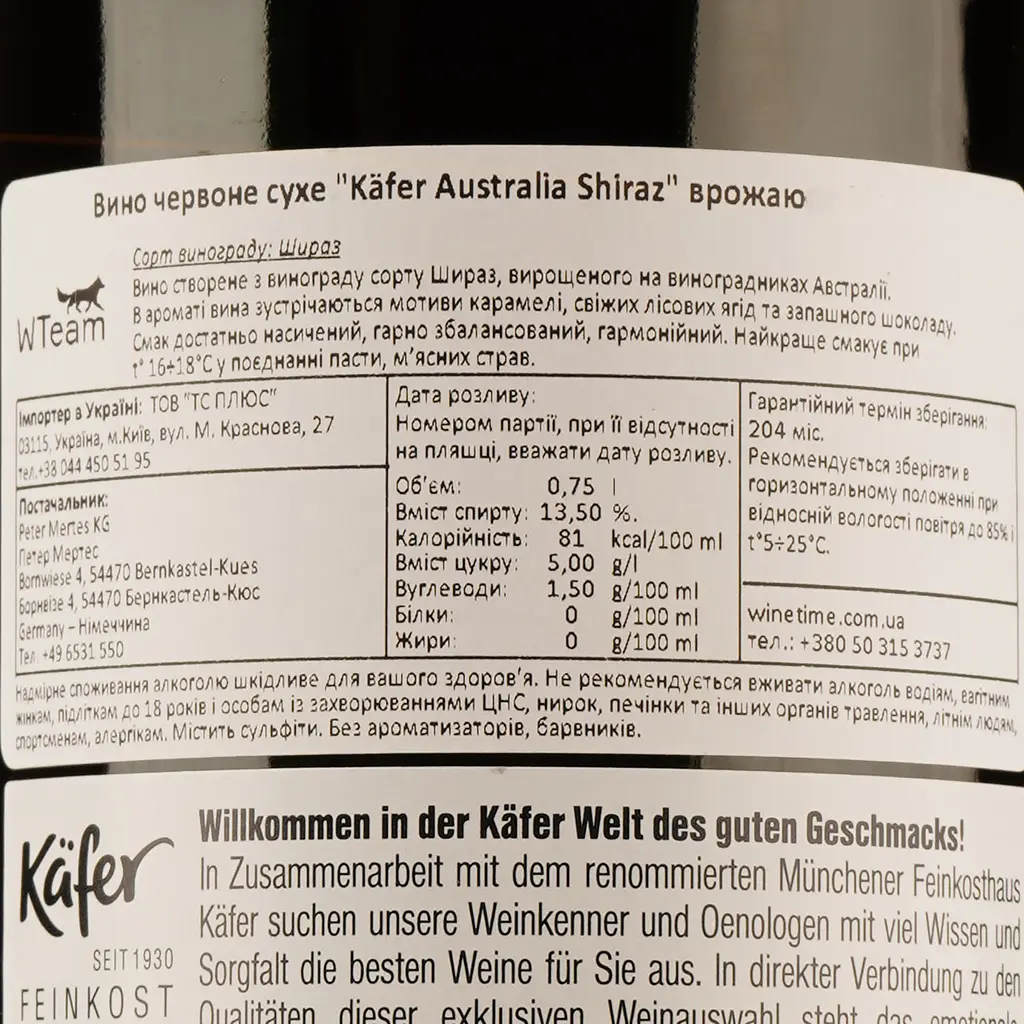 Вино червоне сухе "Käfer Australia Shiraz" врожаю
Сорт винограду: Шираз
Вино створене з винограду сорту Шираз, вирощеного на виноградниках Австралії.
В ароматі вина зустрічаються мотиви карамелі, свіжих лісових ягід та запашного шоколаду.
Смак достатньо насичений, гарно збалансований, гармонійний. Найкраще смакує при
t° 16÷18°C у поєднанні пасти, м'ясних страв.
WTeam
Імпортер в Україні: ТОВ "ТС ПЛЮС"
03115, Україна, м.Київ, вул. М. Краснова, 27
тел.+38 044 450 51 95
Постачальник:
Peter Mertes KG
Петер Мертес
Bornwiese 4, 54470 Bernkastel-Kues
Борнвізе 4, 54470 Бернкастель-Кюс
Germany – Німеччина
Тел. +49 6531 550
Дата розливу:
Номером партії, при її відсутності
на пляшці, вважати дату розливу.
Об'єм: 0,75 l
Вміст спирту: 13,50 %.
Калорійність: 81 kcal/100 ml
Вміст цукру: 5,00 g/l
Вуглеводи: 1,50 g/100 ml
Білки: 0 g/100 ml
Жири: 0 g/100 ml
Гарантійний термін зберігання:
204 міс.
Рекомендується зберігати в
горизонтальному положенні при
відносній вологості повітря до 85% і
t°5÷25°C.
winetime.com.ua
тел.: +380 50 315 3737
Надмірне споживання алкоголю шкідливе для вашого здоров'я. Не рекомендується вживати алкоголь водіям, вагітним
жінкам, підліткам до 18 років і особам із захворюваннями ЦНС, нирок, печінки та інших органів травлення, літнім людям,
спортсменам, алергікам. Містить сульфіти. Без ароматизаторів, барвників.
Käfer
SEIT 1930
FEINKOST
Willkommen in der Käfer Welt des guten Geschmacks!
In Zusammenarbeit mit dem renommierten Münchener Feinkosthaus
Käfer suchen unsere Weinkenner und Oenologen mit viel Wissen und
Sorgfalt die besten Weine für Sie aus. In direkter Verbindung zu den
Qualitäten dieser exklusiven Weinauswahl steht das